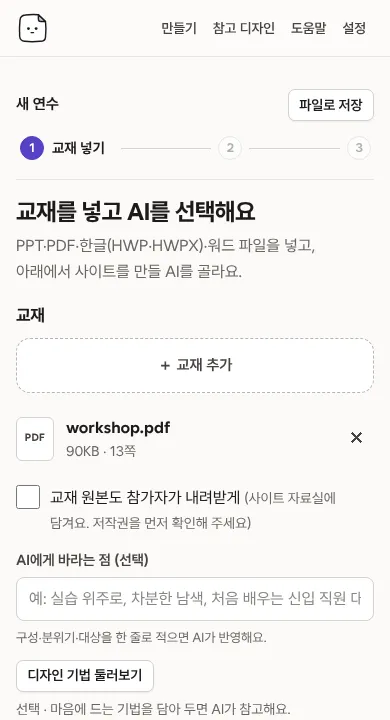 만들기 참고 디자인 도움말 설정
새 연수
파일로 저장
1 교재 넣기 2 3
교재를 넣고 AI를 선택해요
PPT·PDF·한글(HWP·HWPX)·워드 파일을 넣고,
아래에서 사이트를 만들 AI를 골라요.
교재
+ 교재 추가
PDF
workshop.pdf
90KB · 13쪽
교재 원본도 참가자가 내려받게 (사이트 자료실에
담겨요. 저작권을 먼저 확인해 주세요)
AI에게 바라는 점 (선택)
예: 실습 위주로, 차분한 남색, 처음 배우는 신입 직원 다
구성·분위기·대상을 한 줄로 적으면 AI가 반영해요.
디자인 기법 둘러보기
선택 · 마음에 드는 기법을 담아 두면 AI가 참고해요.